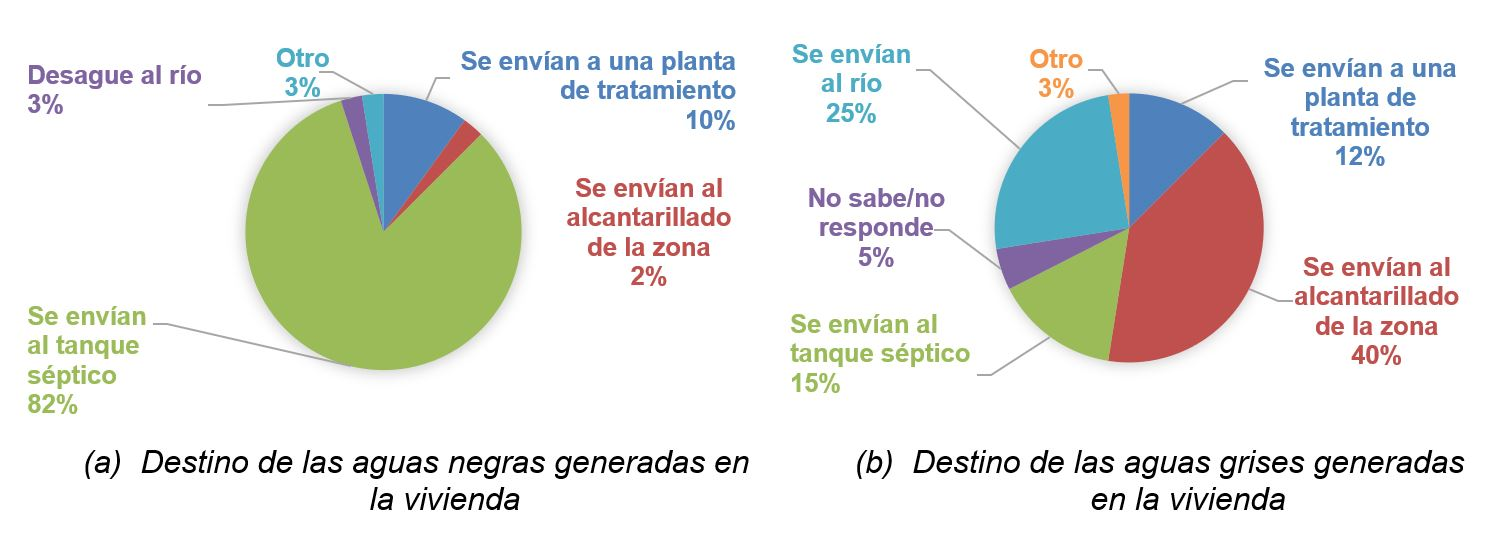 Desague al río
3%
Otro
3%
Se envían a una planta
de tratamiento
10%
Se envían al
alcantarillado
de la zona
2%
Se envían
al tanque
séptico
82%
(a) Destino de las aguas negras generadas en
la vivienda
Se envían
al río
25%
Otro
3%
Se envían a una
planta de
tratamiento
12%
No sabe/no
responde
5%
Se envían al
alcantarillado
de la zona
40%
Se envían al
tanque séptico
15%
(b) Destino de las aguas grises generadas
en la vivienda